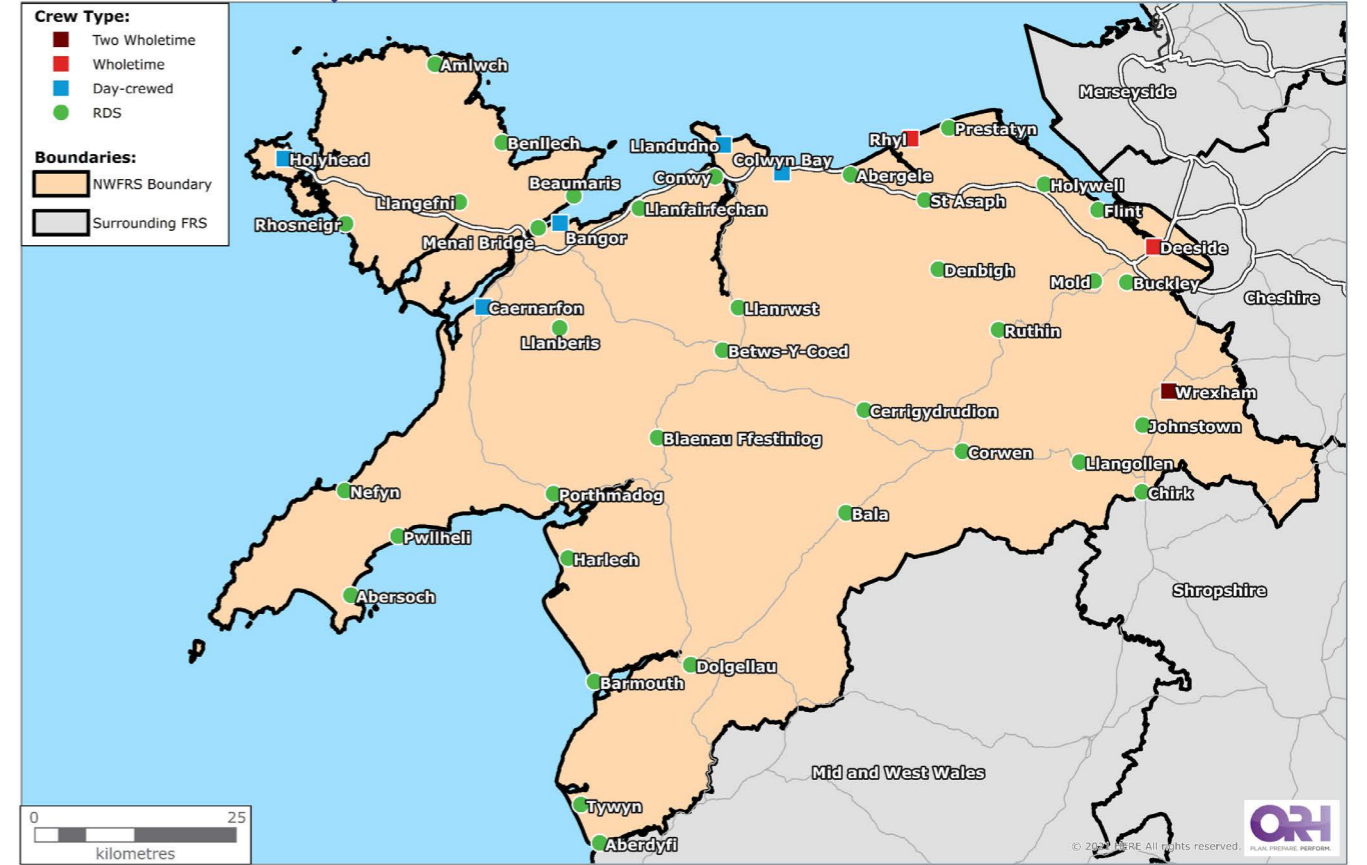 Crew Type:
Two Wholetime
Wholetime
Day-crewed
RDS
Boundaries:
NWFRS Boundary
Surrounding FRS
Amlwch
Merseyside
Prestatyn
Rhyl
Benllech
Llandudno
Colwyn Bay
Holyhead
Conwy
Abergele
Beaumaris
Holywell
Llangefni
St Asaph
Llanfairfechan
Flint
Rhosneigr
Menai Bridge
Bangor
Deeside
Denbigh
Mold
Buckley
Cheshire
Caernarfon
Llanrwst
Llanberis
Ruthin
Betws-Y-Coed
Wrexham
Cerrigydrudion
Johnstown
Blaenau Ffestiniog
Corwen
Llangollen
Nefyn
Porthmadog
Chirk
Bala
Pwllheli
Harlech
Abersoch
Shropshire
Dolgellau
Barmouth
Mid and West Wales
Tywyn
Aberdyfi
0 25
kilometres
ORH
PLAN. PREPARE. PERFORM.
© HERE All rights reserved.